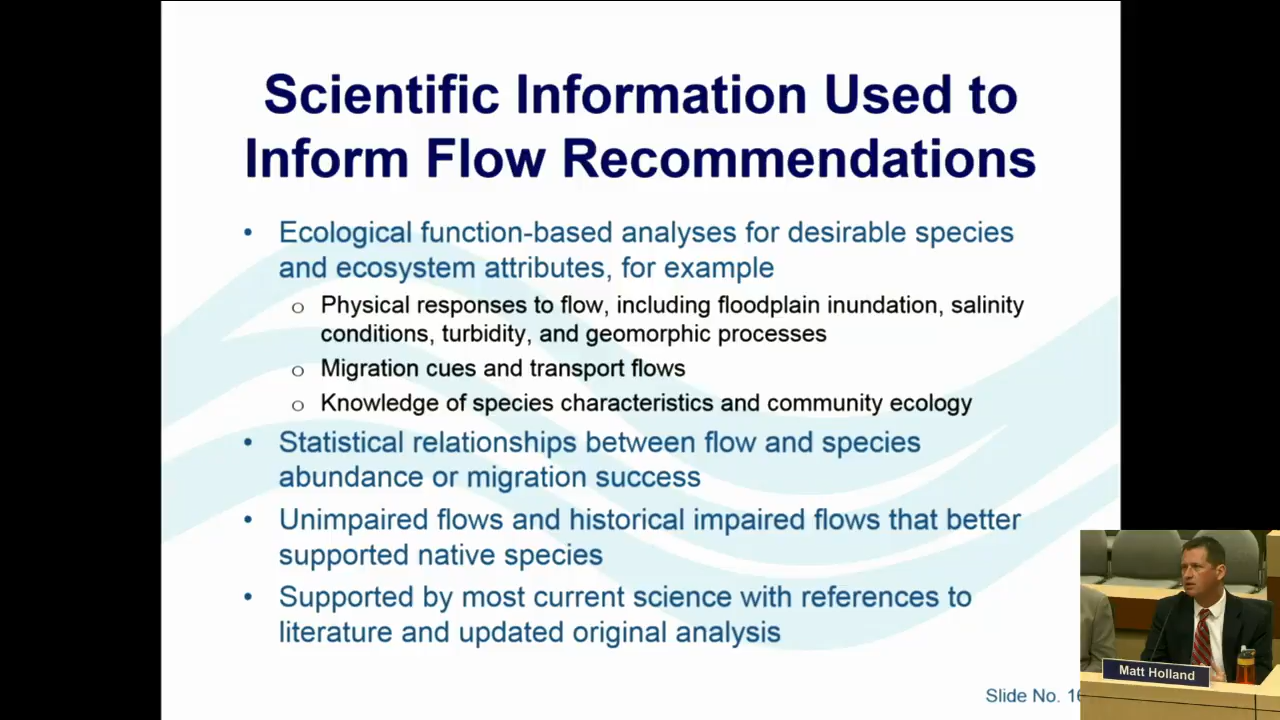 Scientific Information Used to
Inform Flow Recommendations
• Ecological function-based analyses for desirable species
and ecosystem attributes, for example
o Physical responses to flow, including floodplain inundation, salinity
conditions, turbidity, and geomorphic processes
o Migration cues and transport flows
o Knowledge of species characteristics and community ecology
• Statistical relationships between flow and species
abundance or migration success
• Unimpaired flows and historical impaired flows that better
supported native species
• Supported by most current science with references to
literature and updated original analysis
Slide No.
Matt Holland